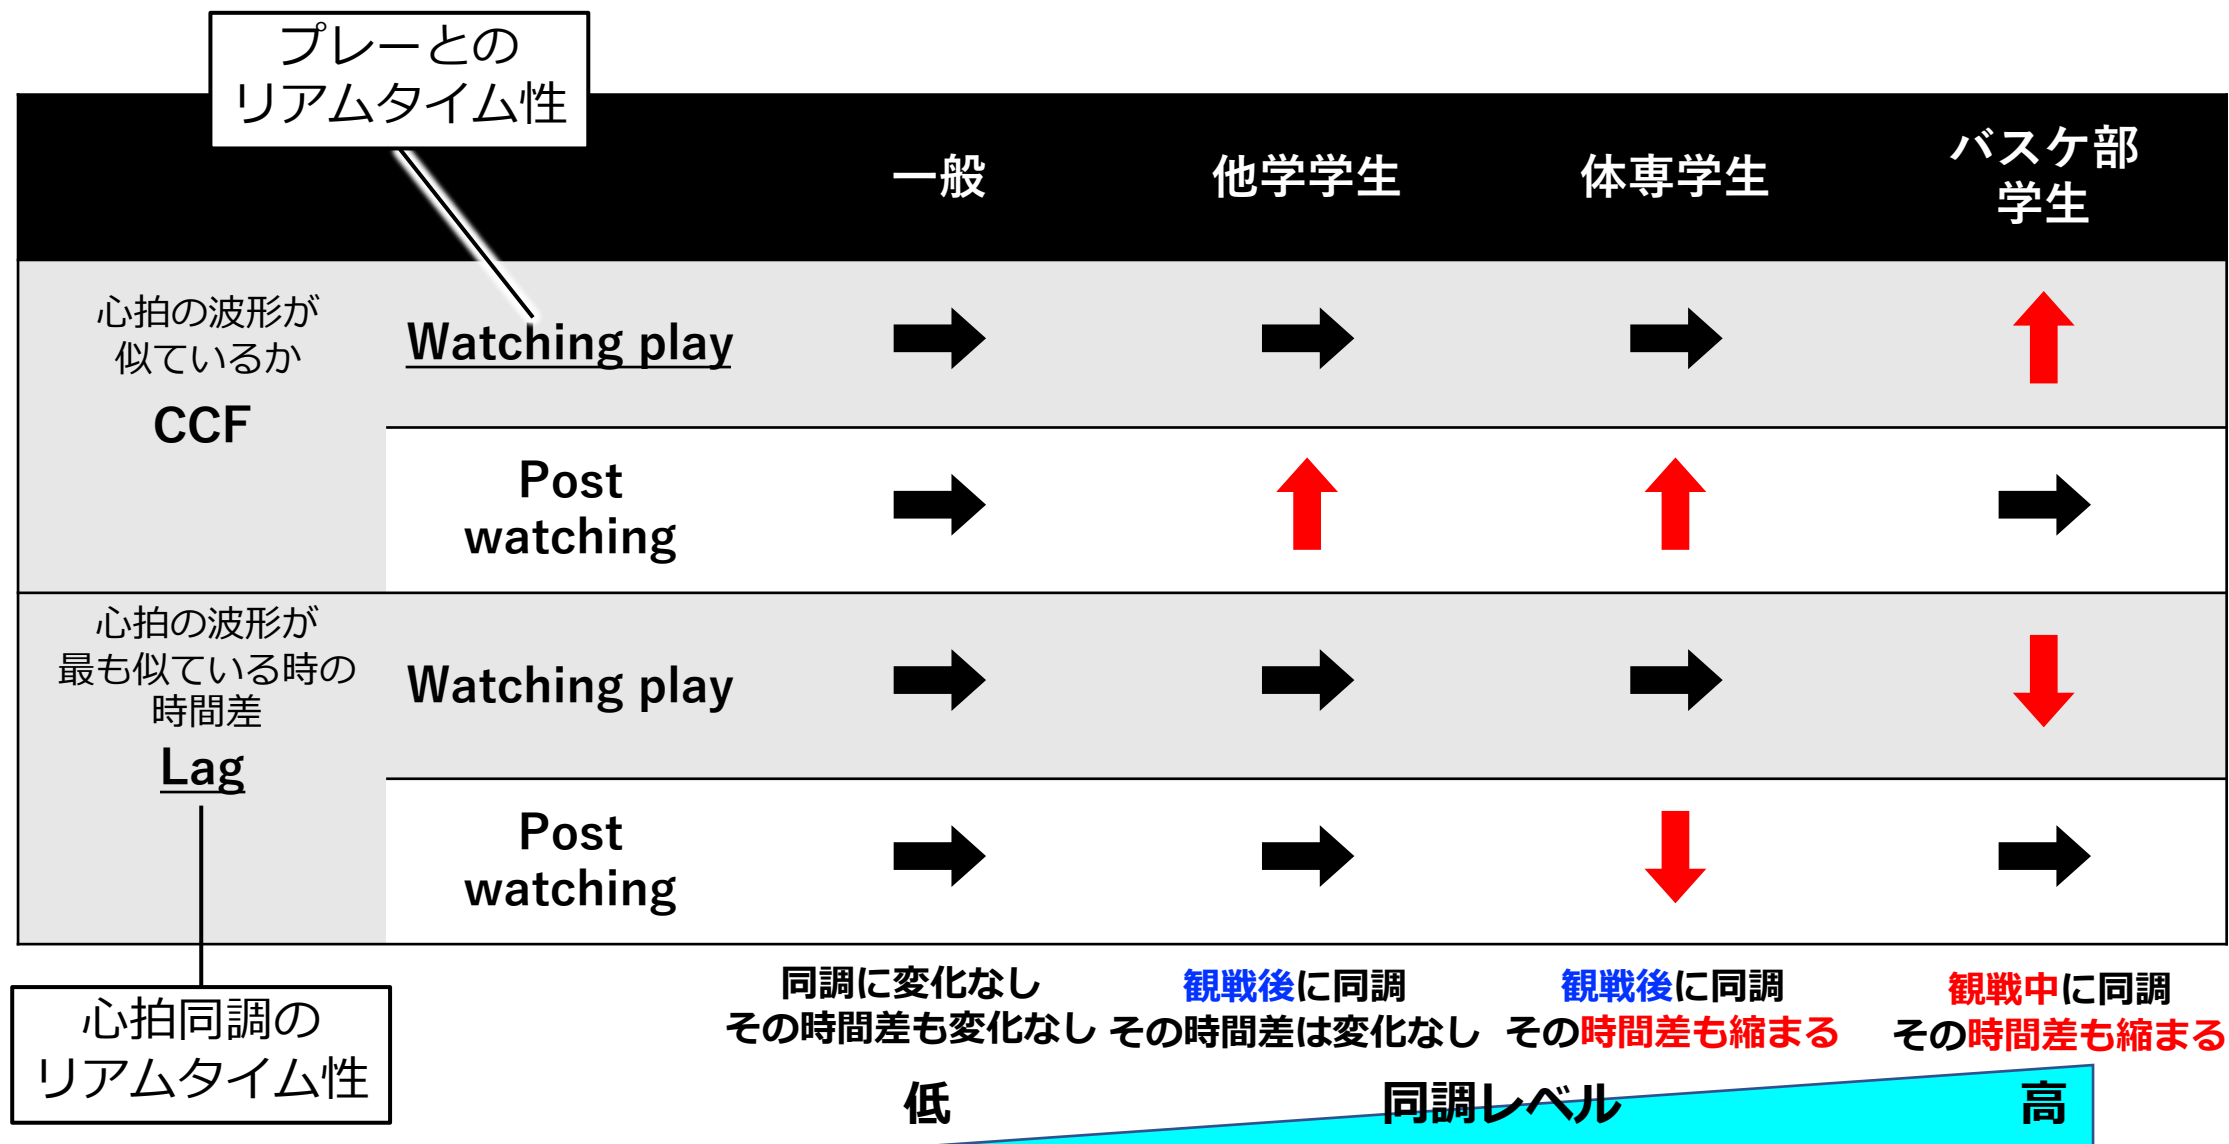 プレーとの
リアムタイム性
一般
他学学生
体専学生
バスケ部
学生
心拍の波形が
似ているか
CCF
Watching play
Post
watching
心拍の波形が
最も似ている時の
時間差
Lag
Watching play
Post
watching
心拍同調の
リアムタイム性
同調に変化なし
その時間差も変化なし
観戦後に同調
その時間差は変化なし
観戦後に同調
その時間差も縮まる
観戦中に同調
その時間差も縮まる
低
同調レベル
高